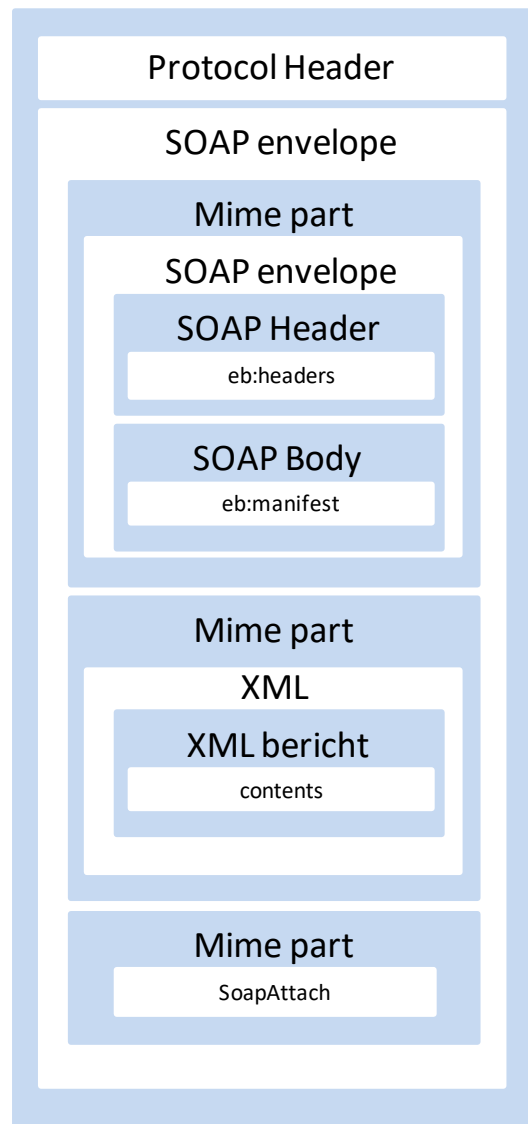 Protocol Header
SOAP envelope
Mime part
SOAP envelope
SOAP Header
eb:headers
SOAP Body
eb:manifest
Mime part
XML
XML bericht
contents
Mime part
SoapAttach